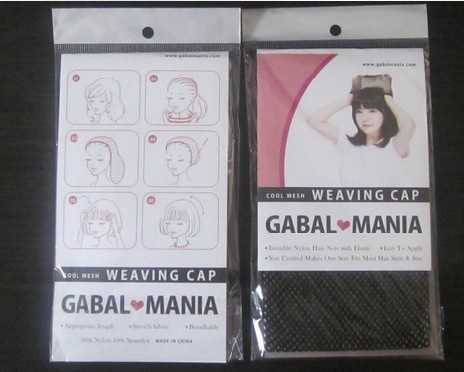 www.gabalmania.com
01
02
03
04
05
06
COOL MESH WEAVING CAP
GABAL MANIA
• Appropriate length • Stretch fabric • Breathably
90% Nylon 10% Spandex MADE IN CHINA
www.gabalmania.com
COOL MESH WEAVING CAP
GABAL MANIA
• Invisible Nylon Hair Nets with Elastic • Easy To Apply
• Size Control Makes One Size Fits Most Hair Style & Size